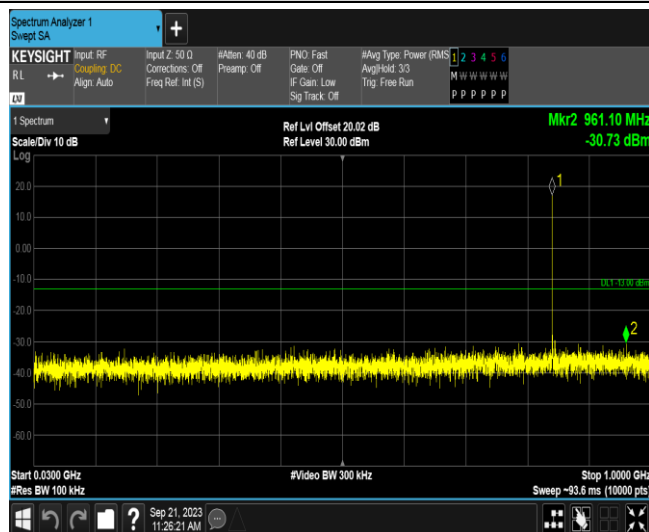 Spectrum Analyzer 1
Swept SA
KEYSIGHT
RL
LXI
Input: RF
Coupling: DC
Align: Auto
Input Z: 50 Ω
Corrections: Off
Freq Ref: Int (S)
#Atten: 40 dB
Preamp: Off
PNO: Fast
Gate: Off
IF Gain: Low
Sig Track: Off
#Avg Type: Power (RMS
Avg|Hold: 3/3
Trig: Free Run
1 2 3 4 5 6
M W W W W W
P P P P P P
1 Spectrum
Scale/Div 10 dB
Log
Ref Lvl Offset 20.02 dB
Ref Level 30.00 dBm
Mkr2 961.10 MHz
-30.73 dBm
1
20.0
10.0
0.00
-10.0
DL1 -13.00 dBm
-20.0
2
-30.0
-40.0
-50.0
-60.0
Start 0.0300 GHz
#Res BW 100 kHz
#Video BW 300 kHz
Stop 1.0000 GHz
Sweep ~93.6 ms (10000 pts)
?
Sep 21, 2023
11:26:21 AM